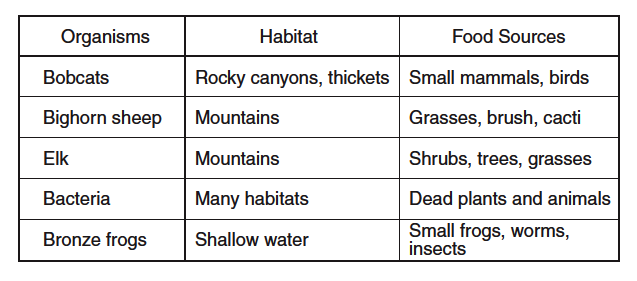 Organisms Habitat Food Sources
Bobcats Rocky canyons, thickets Small mammals, birds
Bighorn sheep Mountains Grasses, brush, cacti
Elk Mountains Shrubs, trees, grasses
Bacteria Many habitats Dead plants and animals
Bronze frogs Shallow water Small frogs, worms,
insects